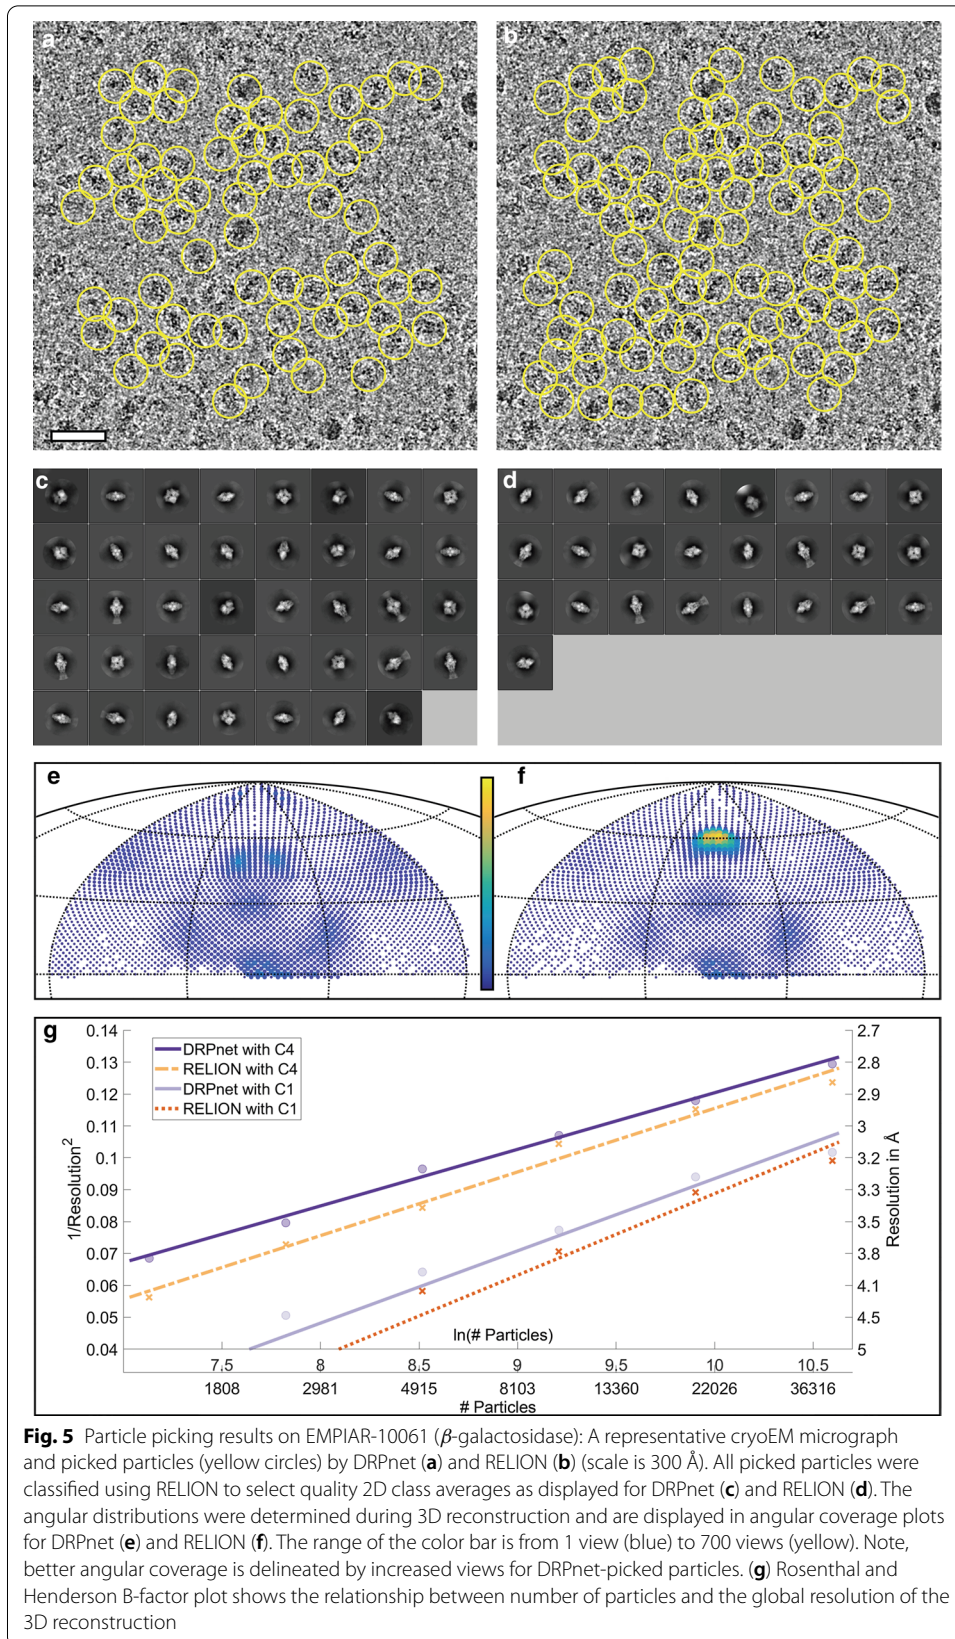 a
b
c
d
e
f
g
0.14
0.13
0.12
0.11
0.1
0.09
0.08
0.07
0.06
0.05
0.04
1/Resolution²
DRPnet with C4
RELION with C4
DRPnet with C1
RELION with C1
2.7
2.8
2.9
3
3.2
3.3
3.5
3.8
4.1
4.5
5
Resolution in Å
ln(# Particles)
7.5 8 8.5 9 9.5 10 10.5
1808 2981 4915 8103 13360 22026 36316
# Particles
Fig. 5 Particle picking results on EMPIAR-10061 (β-galactosidase): A representative cryoEM micrograph
and picked particles (yellow circles) by DRPnet (a) and RELION (b) (scale is 300 Å). All picked particles were
classified using RELION to select quality 2D class averages as displayed for DRPnet (c) and RELION (d). The
angular distributions were determined during 3D reconstruction and are displayed in angular coverage plots
for DRPnet (e) and RELION (f). The range of the color bar is from 1 view (blue) to 700 views (yellow). Note,
better angular coverage is delineated by increased views for DRPnet-picked particles. (g) Rosenthal and
Henderson B-factor plot shows the relationship between number of particles and the global resolution of the
3D reconstruction